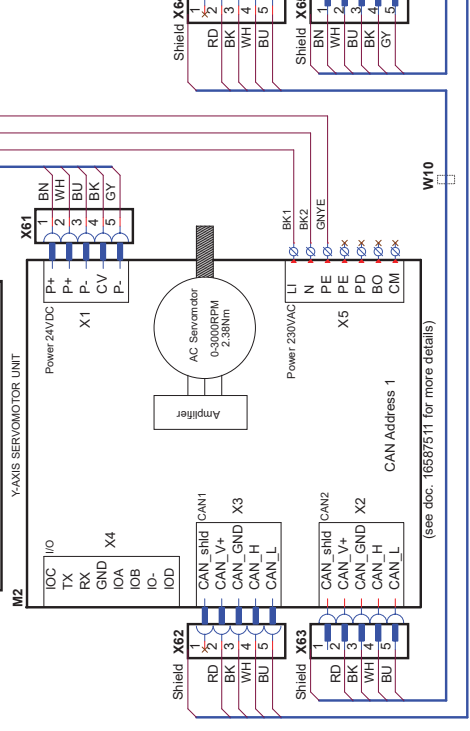 X64
1
2
3
4
5
Shield
RD
BK
WH
BU
X65
1
2
3
4
5
Shield
BN
WH
BU
BK
GY
W10
X61
1
2
3
4
5
BN
WH
BU
BK
GY
BK1
BK2
GNYE
M2
Y-AXIS SERVOMOTOR UNIT
Power 24VDC
P+
P+
P-
CV
P-
X1
AC Servomotor
0-3000RPM
2.38Nm
Amplifier
Power 230VAC
LI
N
PE
PE
PD
BO
CM
X5
I/O
IOC
TX
RX
GND
IOA
IOB
IO-
IOD
X4
CAN1
CAN_shld
CAN_V+
CAN_GND
CAN_H
CAN_L
X3
CAN2
CAN_shld
CAN_V+
CAN_GND
CAN_H
CAN_L
X2
CAN Address 1
(see doc. 16587511 for more details)
X62
1
2
3
4
5
Shield
RD
BK
WH
BU
X63
1
2
3
4
5
Shield
RD
BK
WH
BU